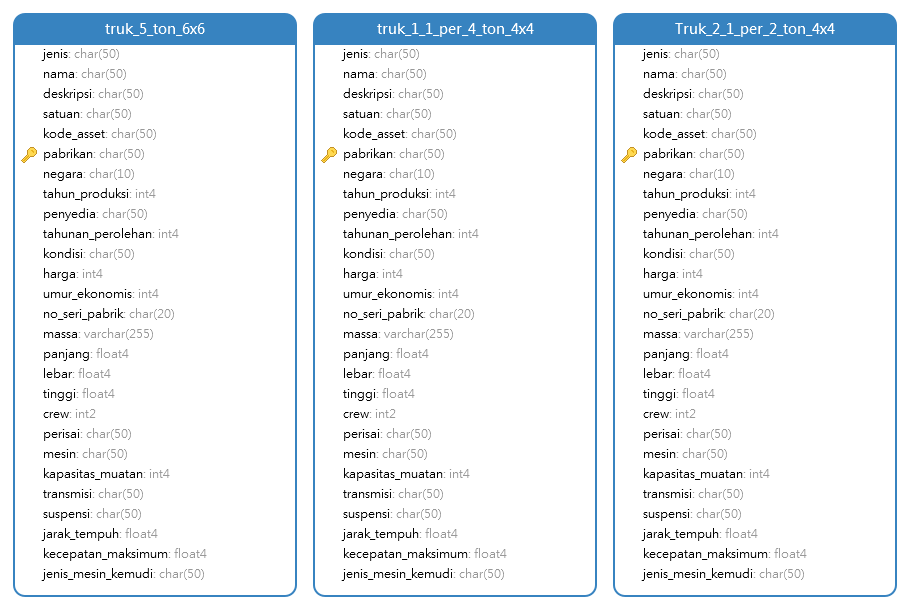 truk_5_ton_6x6
jenis: char(50)
nama: char(50)
deskripsi: char(50)
satuan: char(50)
kode_asset: char(50)
pabrikan: char(50)
negara: char(10)
tahun_produksi: int4
penyedia: char(50)
tahunan_perolehan: int4
kondisi: char(50)
harga: int4
umur_ekonomis: int4
no_seri_pabrik: char(20)
massa: varchar(255)
panjang: float4
lebar: float4
tinggi: float4
crew: int2
perisai: char(50)
mesin: char(50)
kapasitas_muatan: int4
transmisi: char(50)
suspensi: char(50)
jarak_tempuh: float4
kecepatan_maksimum: float4
jenis_mesin_kemudi: char(50)
truk_1_1_per_4_ton_4x4
jenis: char(50)
nama: char(50)
deskripsi: char(50)
satuan: char(50)
kode_asset: char(50)
pabrikan: char(50)
negara: char(10)
tahun_produksi: int4
penyedia: char(50)
tahunan_perolehan: int4
kondisi: char(50)
harga: int4
umur_ekonomis: int4
no_seri_pabrik: char(20)
massa: varchar(255)
panjang: float4
lebar: float4
tinggi: float4
crew: int2
perisai: char(50)
mesin: char(50)
kapasitas_muatan: int4
transmisi: char(50)
suspensi: char(50)
jarak_tempuh: float4
kecepatan_maksimum: float4
jenis_mesin_kemudi: char(50)
Truk_2_1_per_2_ton_4x4
jenis: char(50)
nama: char(50)
deskripsi: char(50)
satuan: char(50)
kode_asset: char(50)
pabrikan: char(50)
negara: char(10)
tahun_produksi: int4
penyedia: char(50)
tahunan_perolehan: int4
kondisi: char(50)
harga: int4
umur_ekonomis: int4
no_seri_pabrik: char(20)
massa: varchar(255)
panjang: float4
lebar: float4
tinggi: float4
crew: int2
perisai: char(50)
mesin: char(50)
kapasitas_muatan: int4
transmisi: char(50)
suspensi: char(50)
jarak_tempuh: float4
kecepatan_maksimum: float4
jenis_mesin_kemudi: char(50)